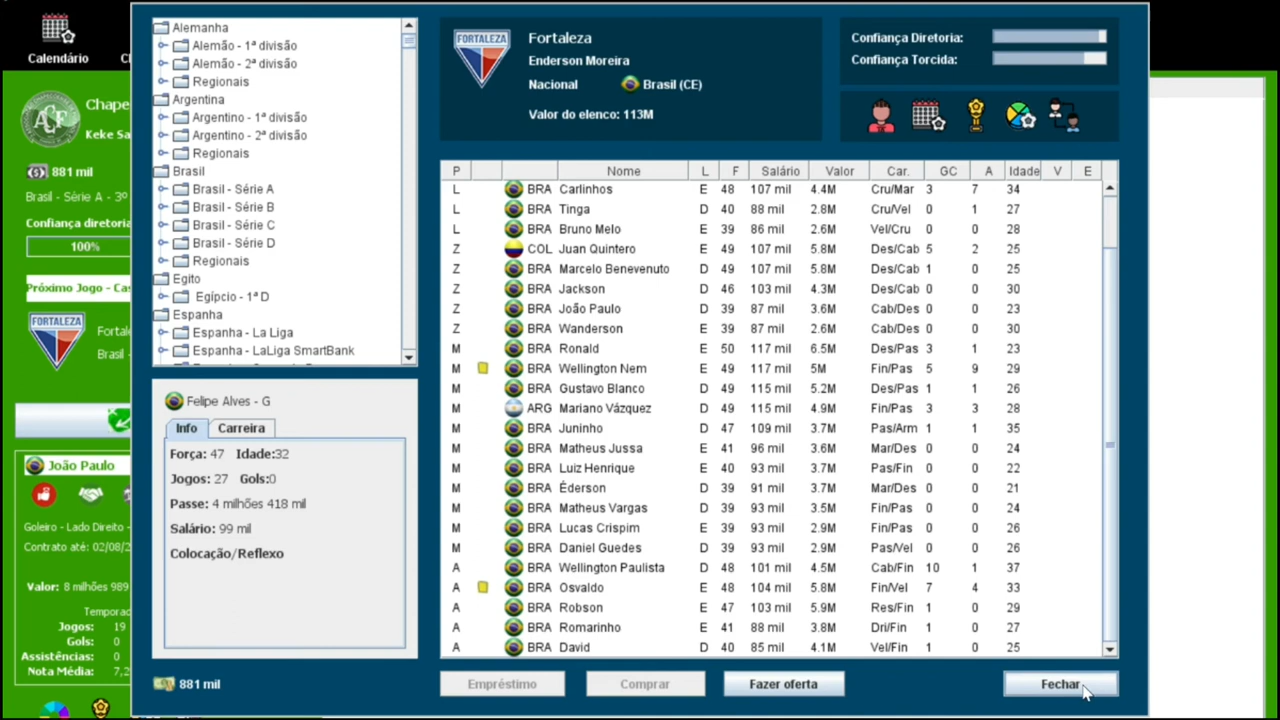 Calendário
Chape
Keke Sa
881 mil
Brasil - Série A - 3º
Confiança diretoria
100%
Próximo Jogo - Cas
FORTALEZA
Fortale
Brasil -
João Paulo
Goleiro - Lado Direito -
Contrato até: 02/08/2
Valor: 8 milhões 989
Temporad
Jogos: 19
Gols: 0
Assistências: 0
Nota Média: 7,2
Alemanha
Alemão - 1ª divisão
Alemão - 2ª divisão
Regionais
Argentina
Argentino - 1ª divisão
Argentino - 2ª divisão
Regionais
Brasil
Brasil - Série A
Brasil - Série B
Brasil - Série C
Brasil - Série D
Regionais
Egito
Egípcio - 1ª D
Espanha
Espanha - La Liga
Espanha - LaLiga SmartBank
Felipe Alves - G
Info Carreira
Força: 47 Idade:32
Jogos: 27 Gols:0
Passe: 4 milhões 418 mil
Salário: 99 mil
Colocação/Reflexo
881 mil
FORTALEZA
Fortaleza
Enderson Moreira
Nacional Brasil (CE)
Valor do elenco: 113M
Confiança Diretoria:
Confiança Torcida:
P Nome L F Salário Valor Car. GC A Idade V E
L BRA Carlinhos E 48 107 mil 4.4M Cru/Mar 3 7 34
L BRA Tinga D 40 88 mil 2.8M Cru/Vel 0 1 27
L BRA Bruno Melo E 39 86 mil 2.6M Vel/Cru 0 0 28
Z COL Juan Quintero E 49 107 mil 5.8M Des/Cab 5 2 25
Z BRA Marcelo Benevenuto D 49 107 mil 5.8M Des/Cab 1 0 25
Z BRA Jackson D 46 103 mil 4.3M Des/Cab 0 0 30
Z BRA João Paulo D 39 87 mil 3.6M Cab/Des 0 0 23
Z BRA Wanderson E 39 87 mil 2.6M Cab/Des 0 0 30
M BRA Ronald E 50 117 mil 6.5M Des/Pas 3 1 23
M BRA Wellington Nem E 49 117 mil 5M Fin/Pas 5 9 29
M BRA Gustavo Blanco D 49 115 mil 5.2M Des/Pas 1 1 26
M ARG Mariano Vázquez D 49 115 mil 4.9M Fin/Pas 3 3 28
M BRA Juninho D 47 109 mil 3.7M Pas/Arm 1 1 35
M BRA Matheus Jussa E 41 96 mil 3.6M Mar/Des 0 0 24
M BRA Luiz Henrique E 40 93 mil 3.7M Pas/Fin 0 0 22
M BRA Éderson D 39 91 mil 3.7M Mar/Des 0 0 21
M BRA Matheus Vargas D 39 93 mil 3.5M Fin/Pas 0 0 24
M BRA Lucas Crispim E 39 93 mil 2.9M Fin/Pas 0 0 26
M BRA Daniel Guedes D 39 93 mil 2.9M Pas/Vel 0 0 26
A BRA Wellington Paulista D 48 101 mil 4.5M Cab/Fin 10 1 37
A BRA Osvaldo E 48 104 mil 5.8M Fin/Vel 7 4 33
A BRA Robson E 47 103 mil 5.9M Res/Fin 1 0 29
A BRA Romarinho E 41 88 mil 3.8M Dri/Fin 1 0 27
A BRA David D 40 85 mil 4.1M Vel/Fin 1 0 25
Empréstimo Comprar Fazer oferta Fechar